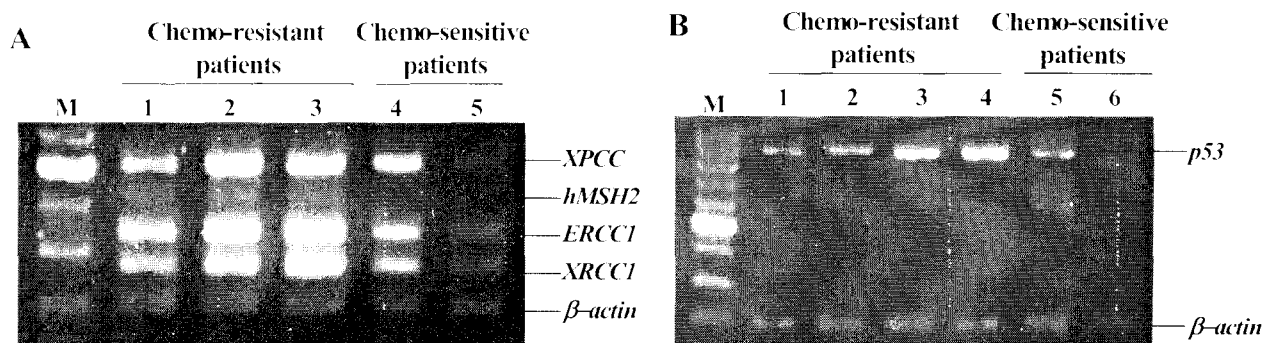 A
Chemo-resistant patients
Chemo-sensitive patients
M 1 2 3 4 5
XPCC
hMSH2
ERCC1
XRCC1
β-actin
B
Chemo-resistant patients
Chemo-sensitive patients
M 1 2 3 4 5 6
p53
β-actin